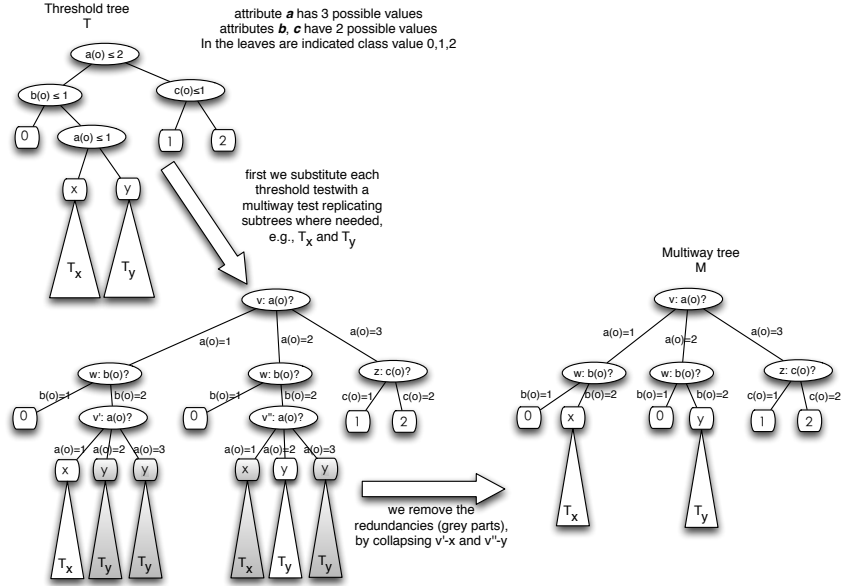 Threshold tree
T
attribute a has 3 possible values
attributes b, c have 2 possible values
In the leaves are indicated class value 0,1,2
a(o) ≤ 2
b(o) ≤ 1
c(o)≤1
0
a(o) ≤ 1
1
2
x
y
Tx
Ty
first we substitute each
threshold testwith a
multiway test replicating
subtrees where needed,
e.g., Tx and Ty
v: a(o)?
a(o)=1
a(o)=2
a(o)=3
w: b(o)?
w: b(o)?
z: c(o)?
b(o)=1
b(o)=2
b(o)=1
b(o)=2
c(o)=1
c(o)=2
0
v': a(o)?
0
v'': a(o)?
1
2
a(o)=1
a(o)=2
a(o)=3
a(o)=1
a(o)=2
a(o)=3
x
y
y
x
y
y
Tx
Ty
Ty
Tx
Ty
Ty
we remove the
redundancies (grey parts),
by collapsing v'-x and v''-y
Multiway tree
M
v: a(o)?
a(o)=1
a(o)=2
a(o)=3
w: b(o)?
w: b(o)?
z: c(o)?
b(o)=1
b(o)=2
b(o)=1
b(o)=2
c(o)=1
c(o)=2
0
x
0
y
1
2
Tx
Ty